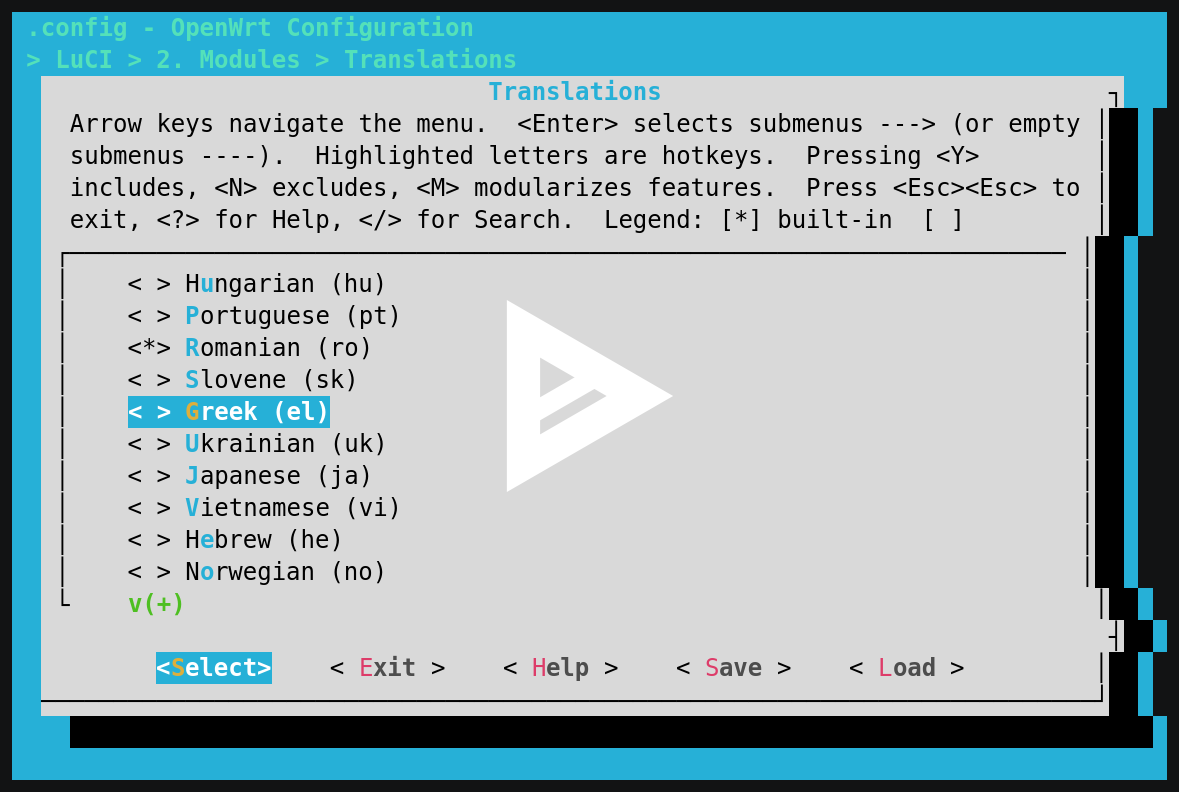 .config - OpenWrt Configuration
> LuCI > 2. Modules > Translations
Translations
Arrow keys navigate the menu.  <Enter> selects submenus ---> (or empty
submenus ----).  Highlighted letters are hotkeys.  Pressing <Y>
includes, <N> excludes, <M> modularizes features.  Press <Esc><Esc> to
exit, <?> for Help, </> for Search.  Legend: [*] built-in  [ ]
< > Hungarian (hu)
< > Portuguese (pt)
<*> Romanian (ro)
< > Slovene (sk)
< > Greek (el)
< > Ukrainian (uk)
< > Japanese (ja)
< > Vietnamese (vi)
< > Hebrew (he)
< > Norwegian (no)
v(+)
<Select>    < Exit >    < Help >    < Save >    < Load >